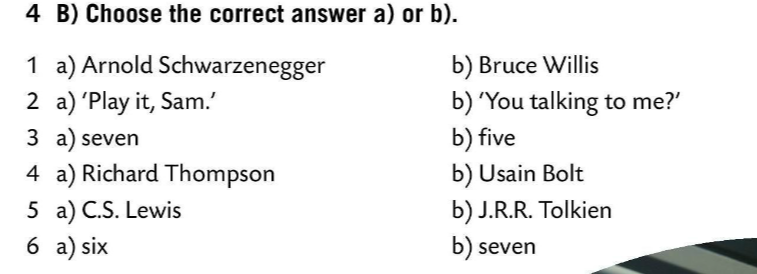 4 B) Choose the correct answer a) or b).
1 a) Arnold Schwarzenegger b) Bruce Willis
2 a) ‘Play it, Sam.’ b) ‘You talking to me?’
3 a) seven b) five
4 a) Richard Thompson b) Usain Bolt
5 a) C.S. Lewis b) J.R.R. Tolkien
6 a) six b) seven